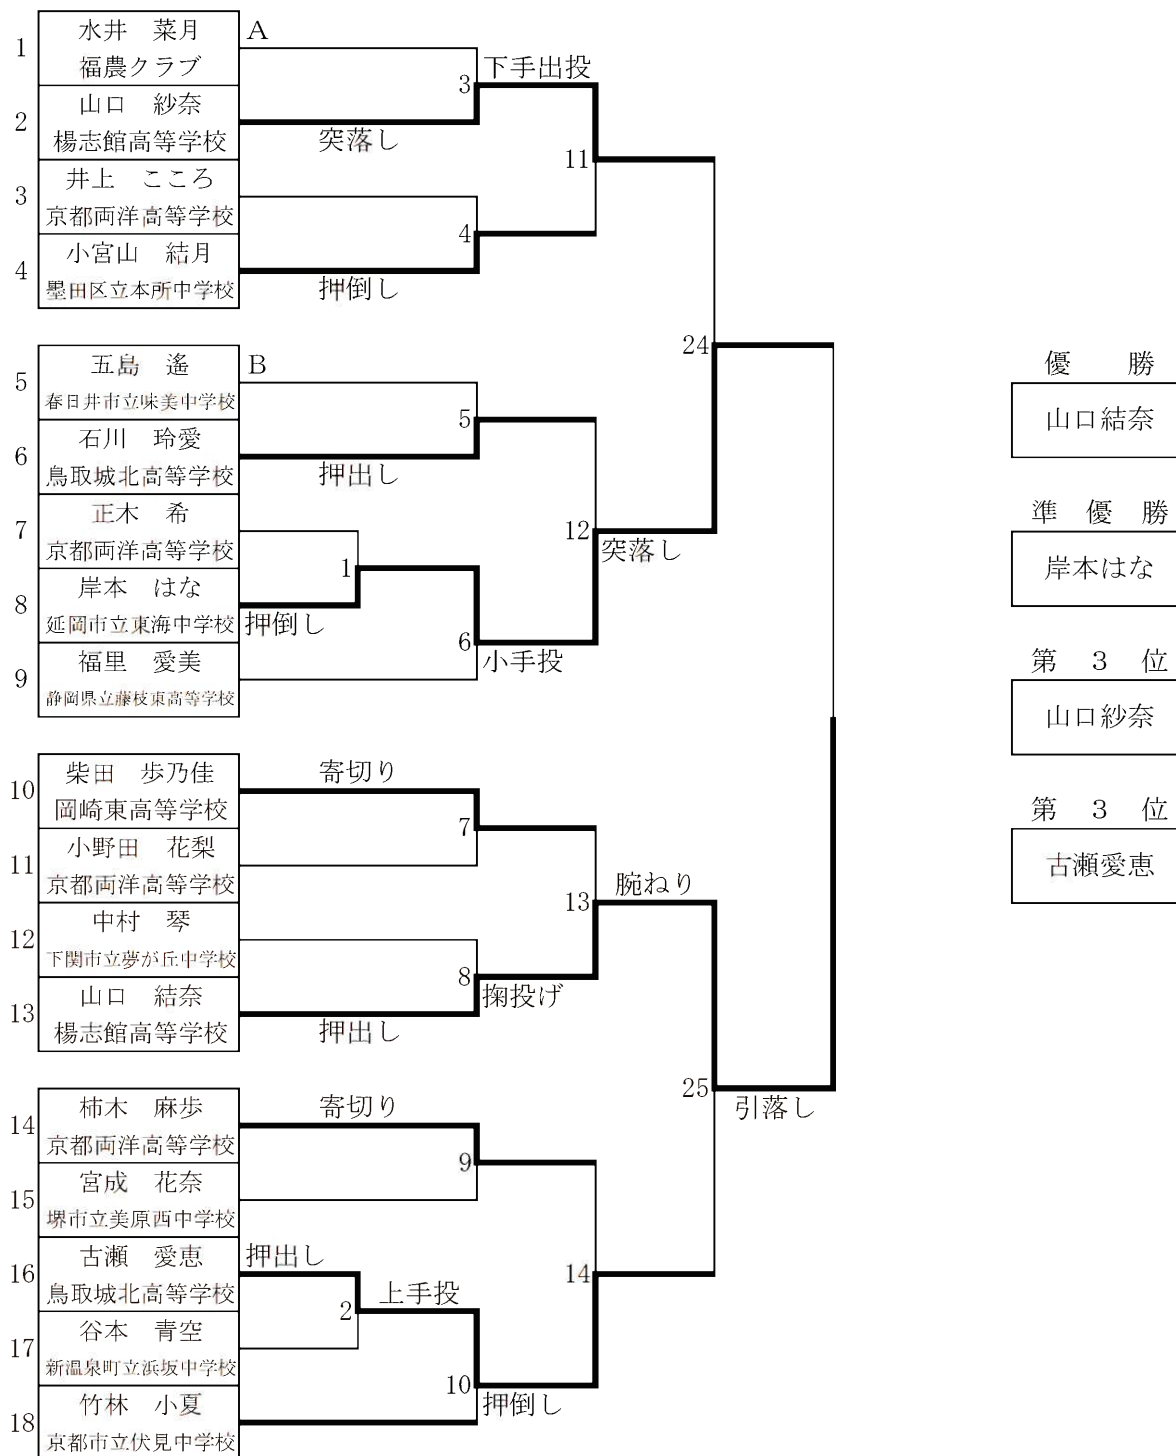 1
水井　菜月
福農クラブ
A
2
山口　紗奈
楊志館高等学校
突落し
3
下手出投
3
井上　こころ
京都両洋高等学校
4
小宮山　結月
墨田区立本所中学校
押倒し
4
11
5
五島　遙
春日井市立味美中学校
B
6
石川　玲愛
鳥取城北高等学校
押出し
5
7
正木　希
京都両洋高等学校
8
岸本　はな
延岡市立東海中学校
押倒し
1
9
福里　愛美
静岡県立藤枝東高等学校
6
小手投
12
突落し
24
10
柴田　歩乃佳
岡崎東高等学校
寄切り
7
11
小野田　花梨
京都両洋高等学校
12
中村　琴
下関市立夢が丘中学校
13
山口　結奈
楊志館高等学校
押出し
8
掬投げ
13
腕ねり
14
柿木　麻歩
京都両洋高等学校
寄切り
9
15
宮成　花奈
堺市立美原西中学校
16
古瀬　愛恵
鳥取城北高等学校
押出し
2
上手投
17
谷本　青空
新温泉町立浜坂中学校
18
竹林　小夏
京都市立伏見中学校
10
押倒し
14
25
引落し
優　勝
山口結奈
準　優　勝
岸本はな
第　３　位
山口紗奈
第　３　位
古瀬愛恵